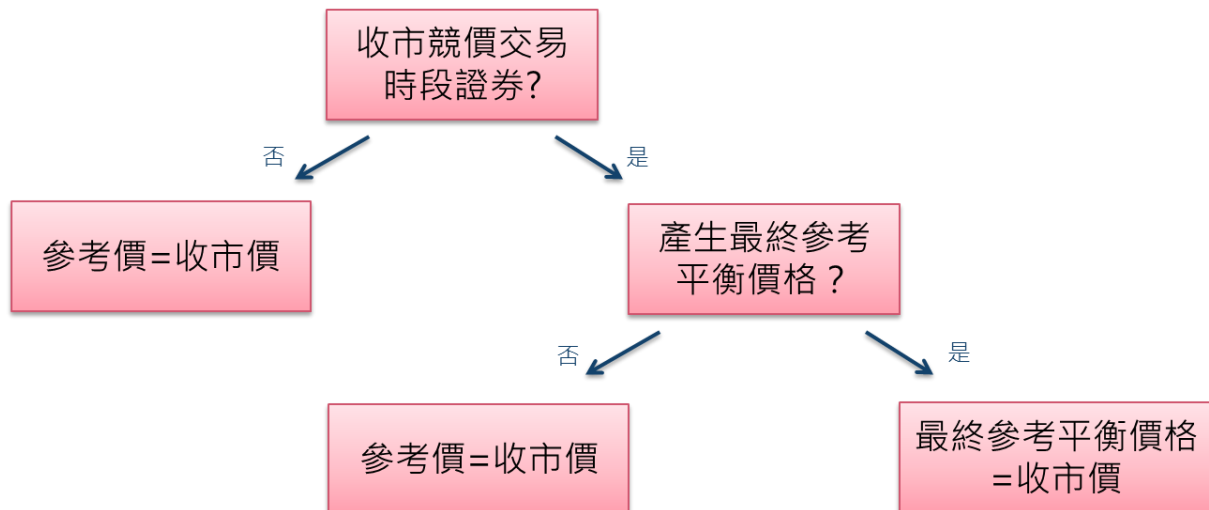 收市競價交易
時段證券?
否
是
參考價=收市價
產生最終參考
平衡價格？
否
是
參考價=收市價
最終參考平衡價格
=收市價